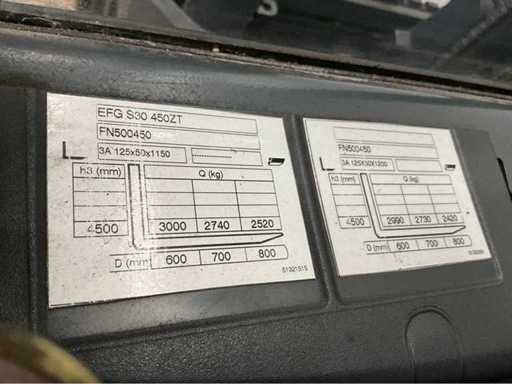 EFG S30 450ZT
FN500450
3A 125x50x1150
h3 (mm) Q (kg)
4500 3000 2740 2520
D (mm) 600 700 800
51321515
FN500450
3A 125X50X1200
h3 (mm) Q (kg)
4500 2990 2730 2420
D (mm) 600 700 800